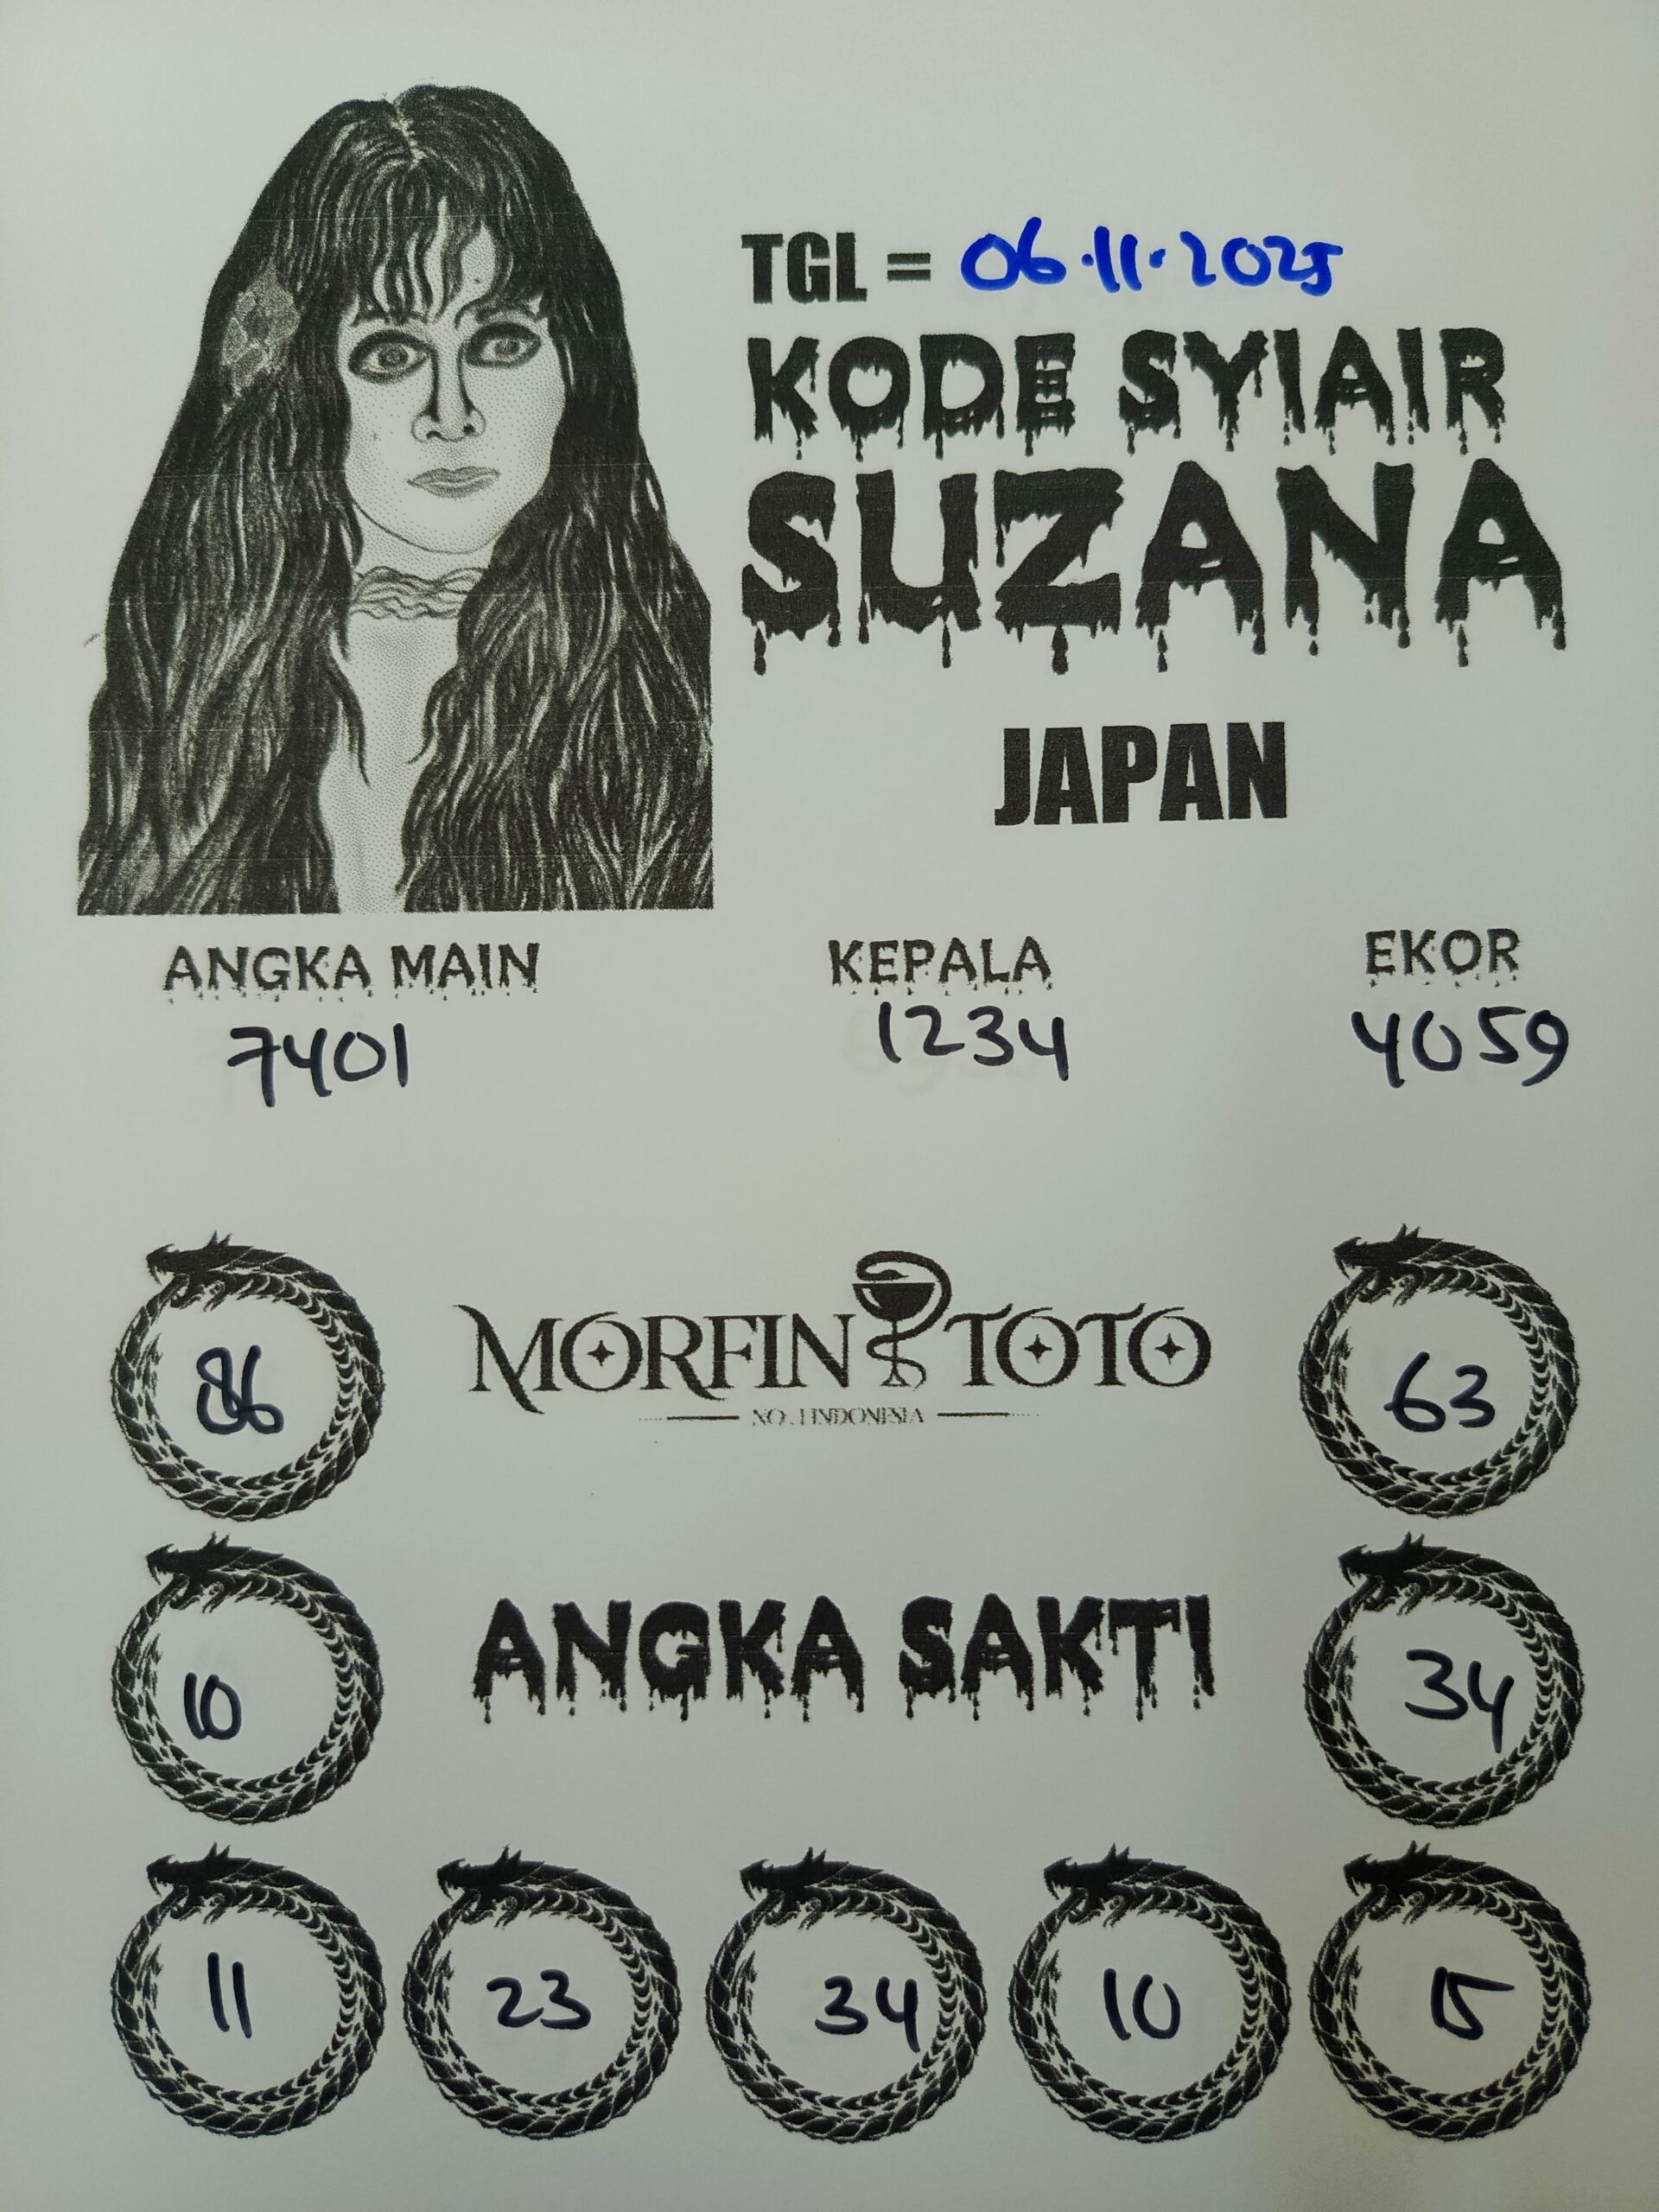 TGL = 06.11.2025
KODE SYIAIR
SUZANA
JAPAN
ANGKA MAIN KEPALA EKOR
7401 1234 4059
86 MORFIN TOTO 63
NO.1 INDONESIA
10 ANGKA SAKTI 34
11 23 34 10 15